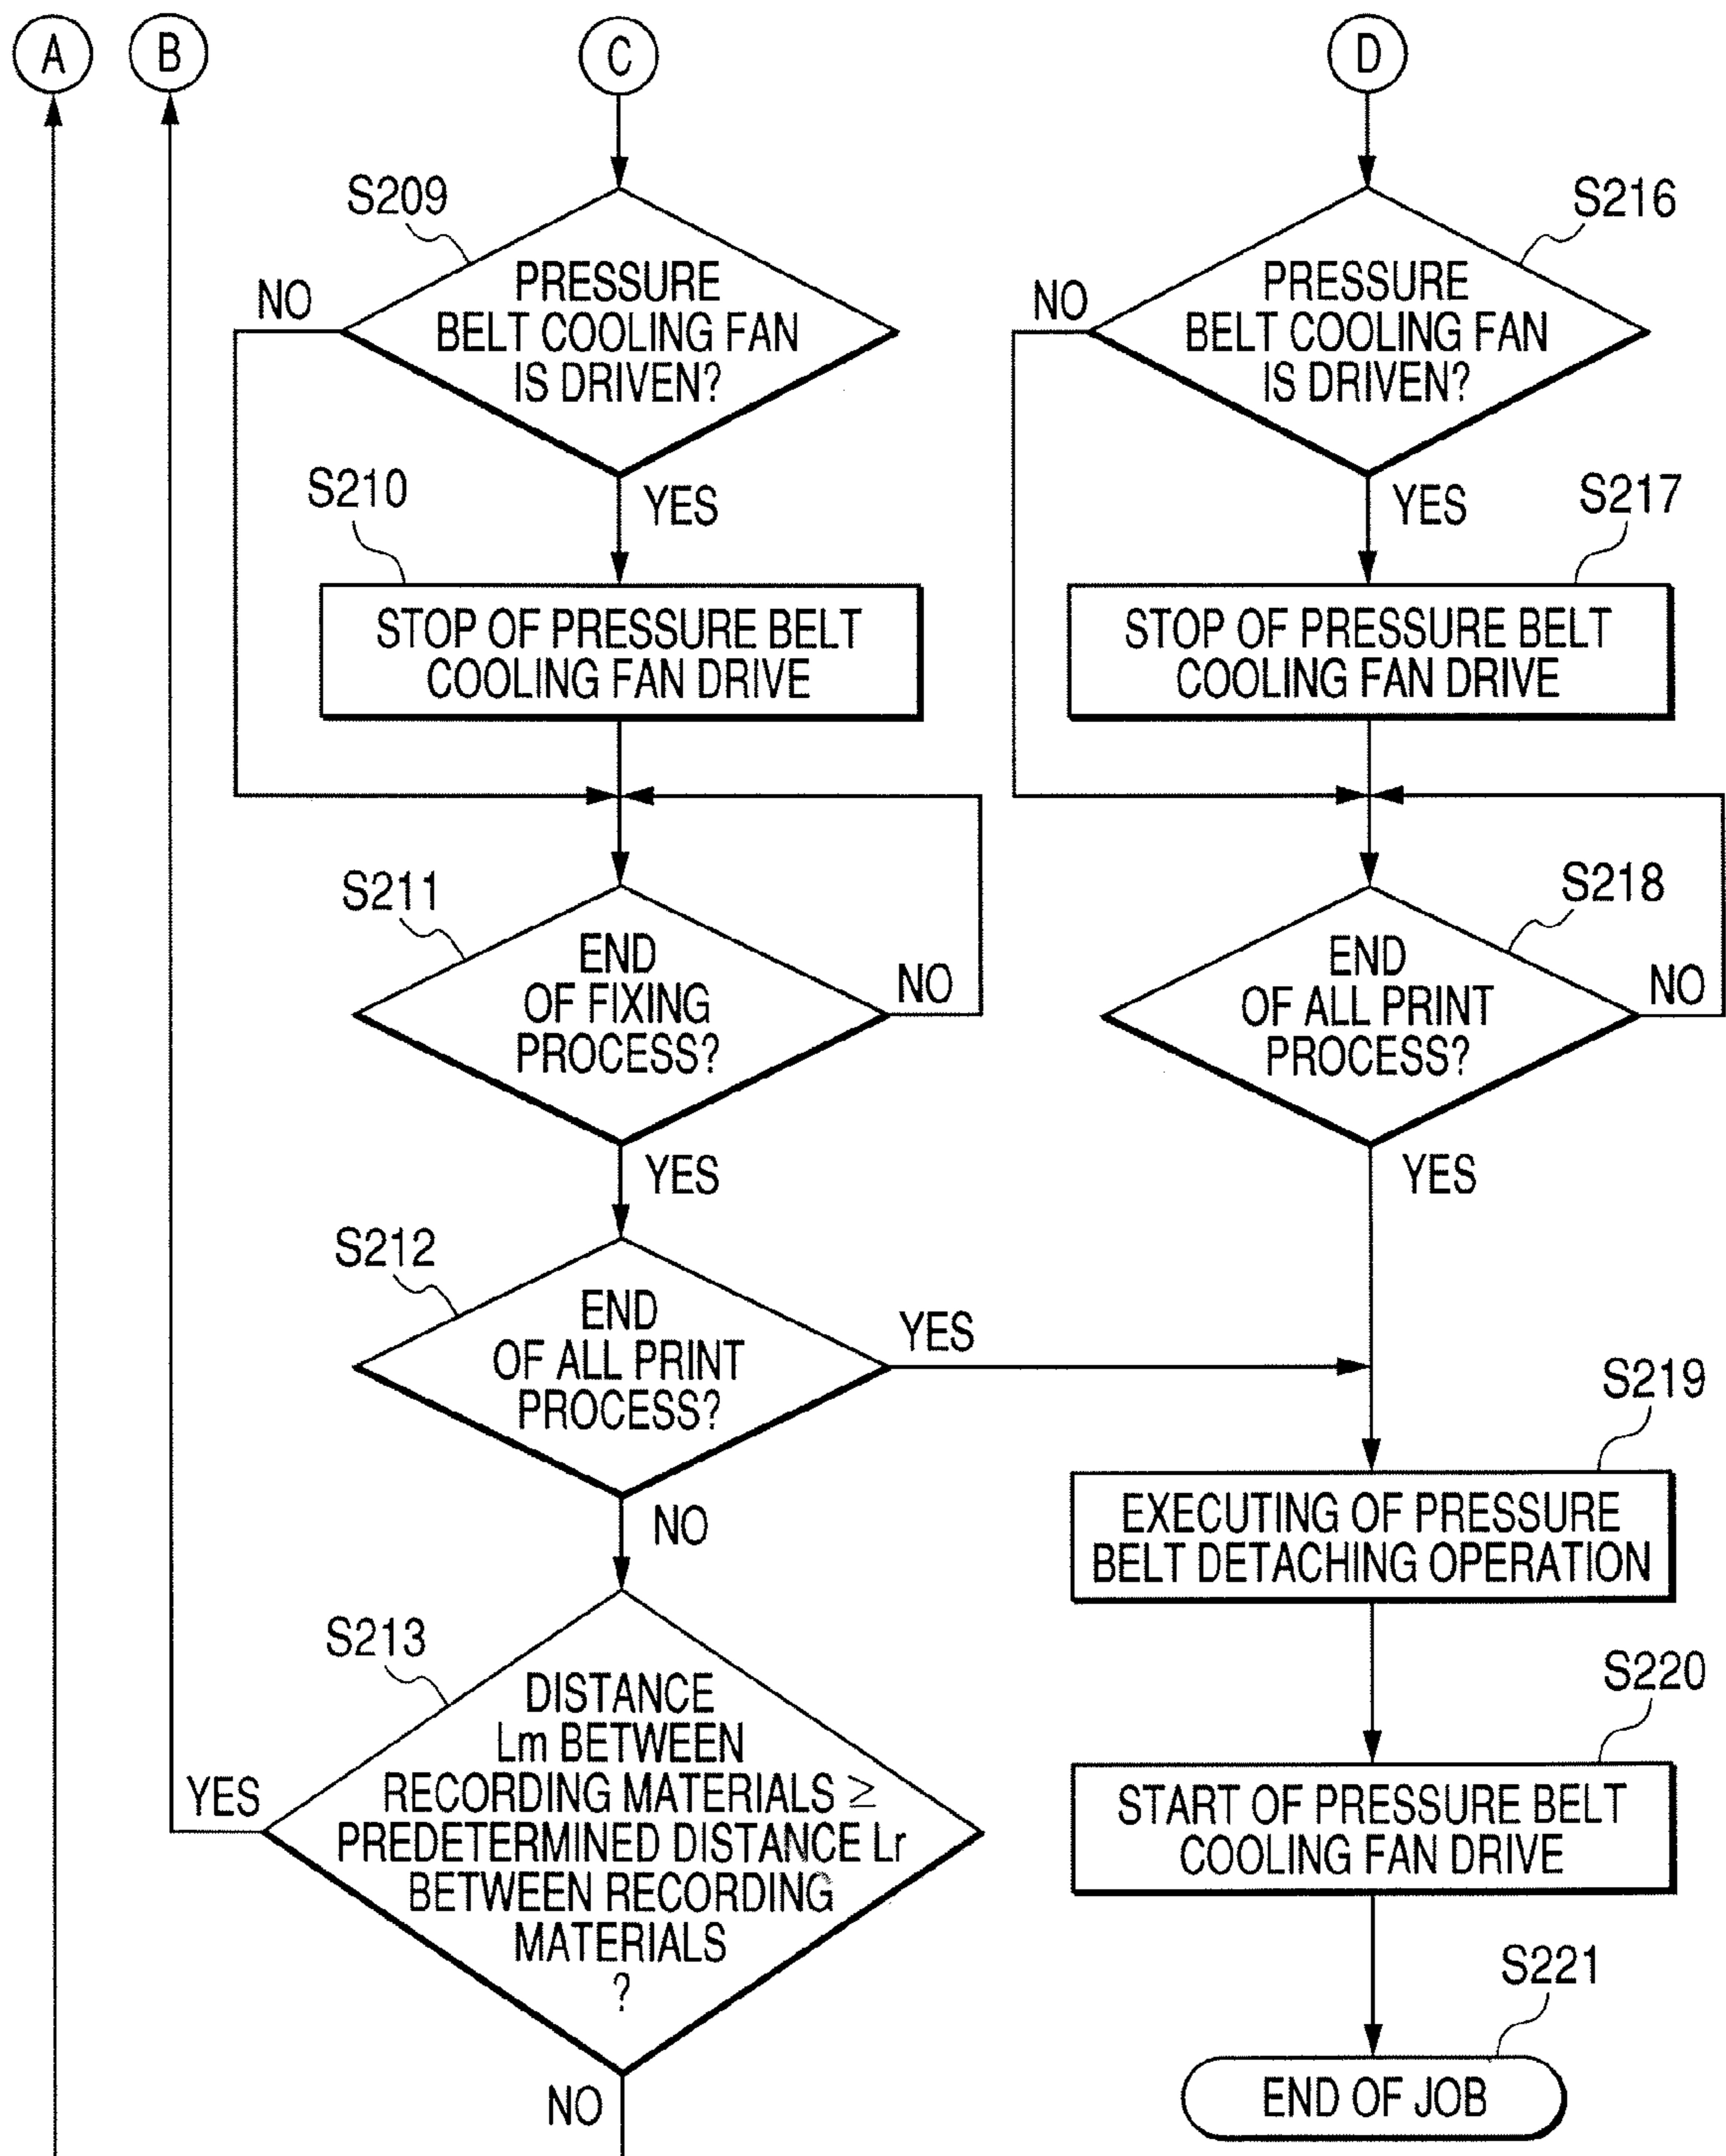 A
B
C
D
S209
PRESSURE
BELT COOLING FAN
IS DRIVEN?
NO
YES
S210
STOP OF PRESSURE BELT
COOLING FAN DRIVE
S211
END
OF FIXING
PROCESS?
NO
YES
S212
END
OF ALL PRINT
PROCESS?
YES
NO
S213
DISTANCE
Lm BETWEEN
RECORDING MATERIALS ≥
PREDETERMINED DISTANCE Lr
BETWEEN RECORDING
MATERIALS
?
YES
NO
S216
PRESSURE
BELT COOLING FAN
IS DRIVEN?
NO
YES
S217
STOP OF PRESSURE BELT
COOLING FAN DRIVE
S218
END
OF ALL PRINT
PROCESS?
NO
YES
S219
EXECUTING OF PRESSURE
BELT DETACHING OPERATION
S220
START OF PRESSURE BELT
COOLING FAN DRIVE
S221
END OF JOB